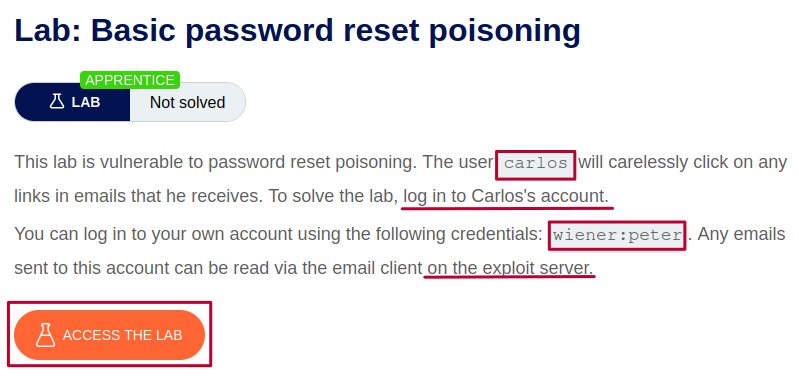 Lab: Basic password reset poisoning
APPRENTICE
LAB Not solved
This lab is vulnerable to password reset poisoning. The user carlos will carelessly click on any
links in emails that he receives. To solve the lab, log in to Carlos's account.
You can log in to your own account using the following credentials: wiener:peter. Any emails
sent to this account can be read via the email client on the exploit server.
ACCESS THE LAB